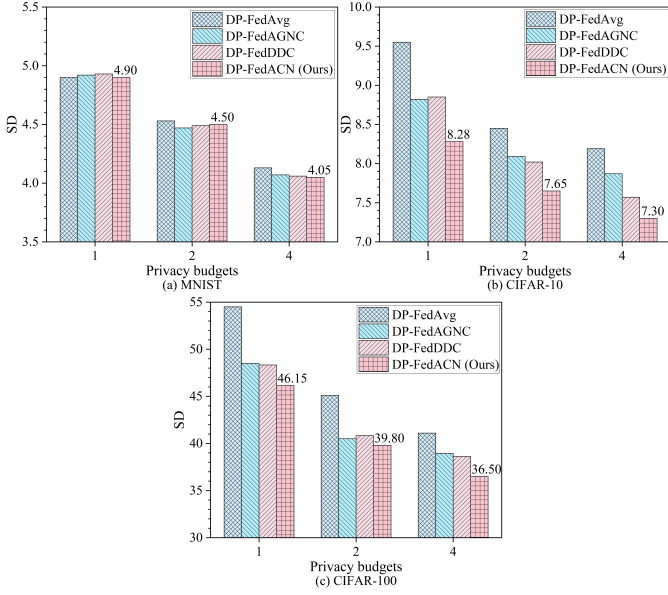 5.5
5.0
4.5
4.0
3.5
SD
DP-FedAvg
DP-FedAGNC
DP-FedDDC
DP-FedACN (Ours)
4.90
4.50
4.05
1
2
4
Privacy budgets
(a) MNIST
10.0
9.5
9.0
8.5
8.0
7.5
7.0
SD
DP-FedAvg
DP-FedAGNC
DP-FedDDC
DP-FedACN (Ours)
8.28
7.65
7.30
1
2
4
Privacy budgets
(b) CIFAR-10
55
50
45
40
35
30
SD
DP-FedAvg
DP-FedAGNC
DP-FedDDC
DP-FedACN (Ours)
46.15
39.80
36.50
1
2
4
Privacy budgets
(c) CIFAR-100